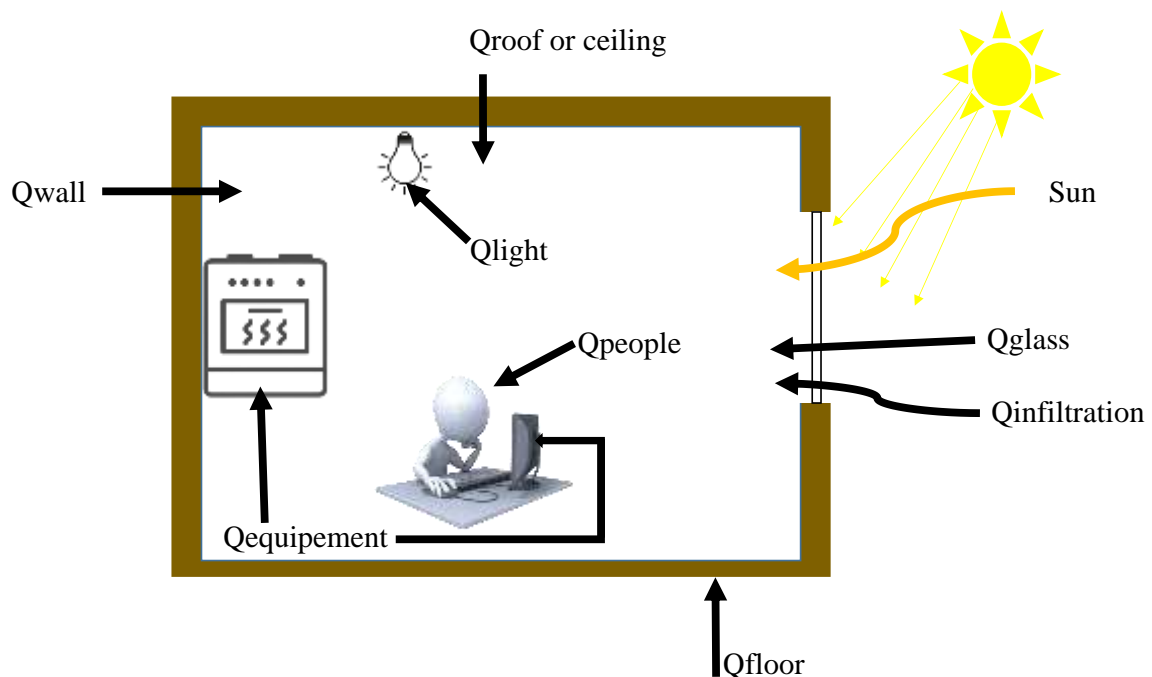 Qroof or ceiling
Qwall
Sun
Qlight
Qpeople
Qglass
Qinfiltration
Qequipement
Qfloor